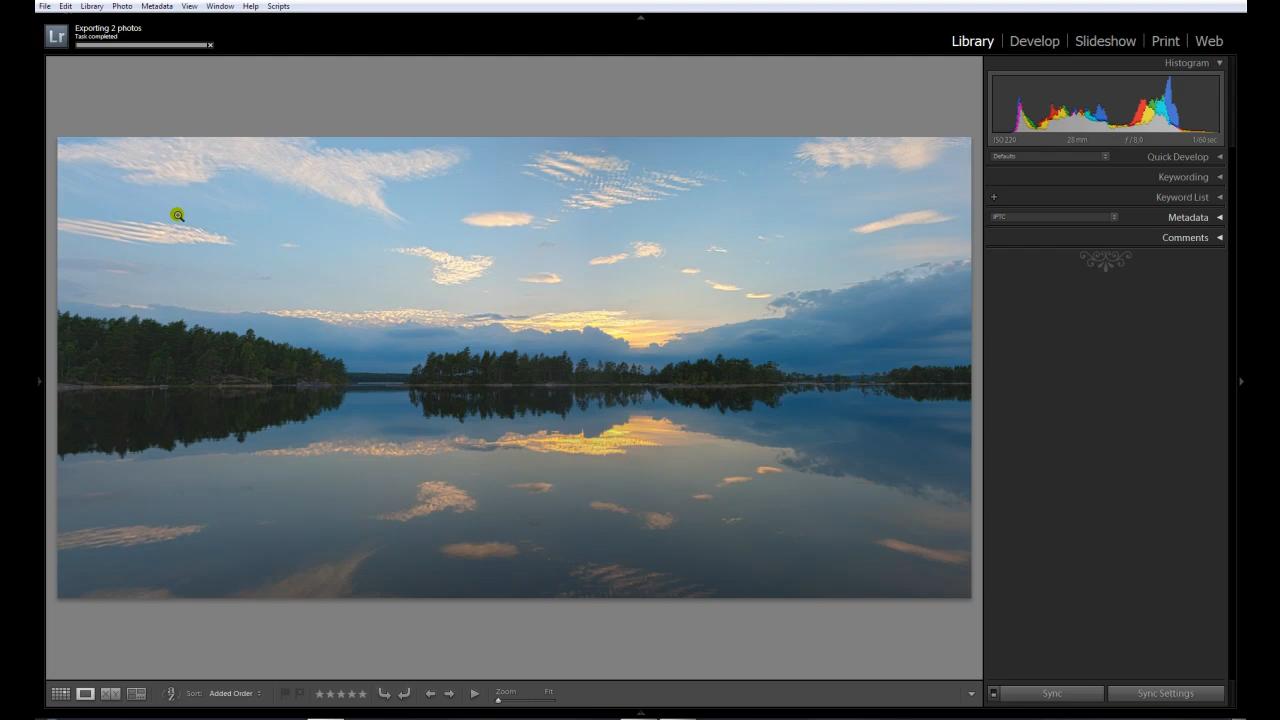 File Edit Library Photo Metadata View Window Help Scripts
Lr
Exporting 2 photos
Task completed
Library Develop Slideshow Print Web
Histogram
ISO 220 28 mm ƒ / 8,0 1/60 sec
Defaults Quick Develop
Keywording
+ Keyword List
IPTC Metadata
Comments
Sort: Added Order
Zoom Fit
Sync Sync Settings